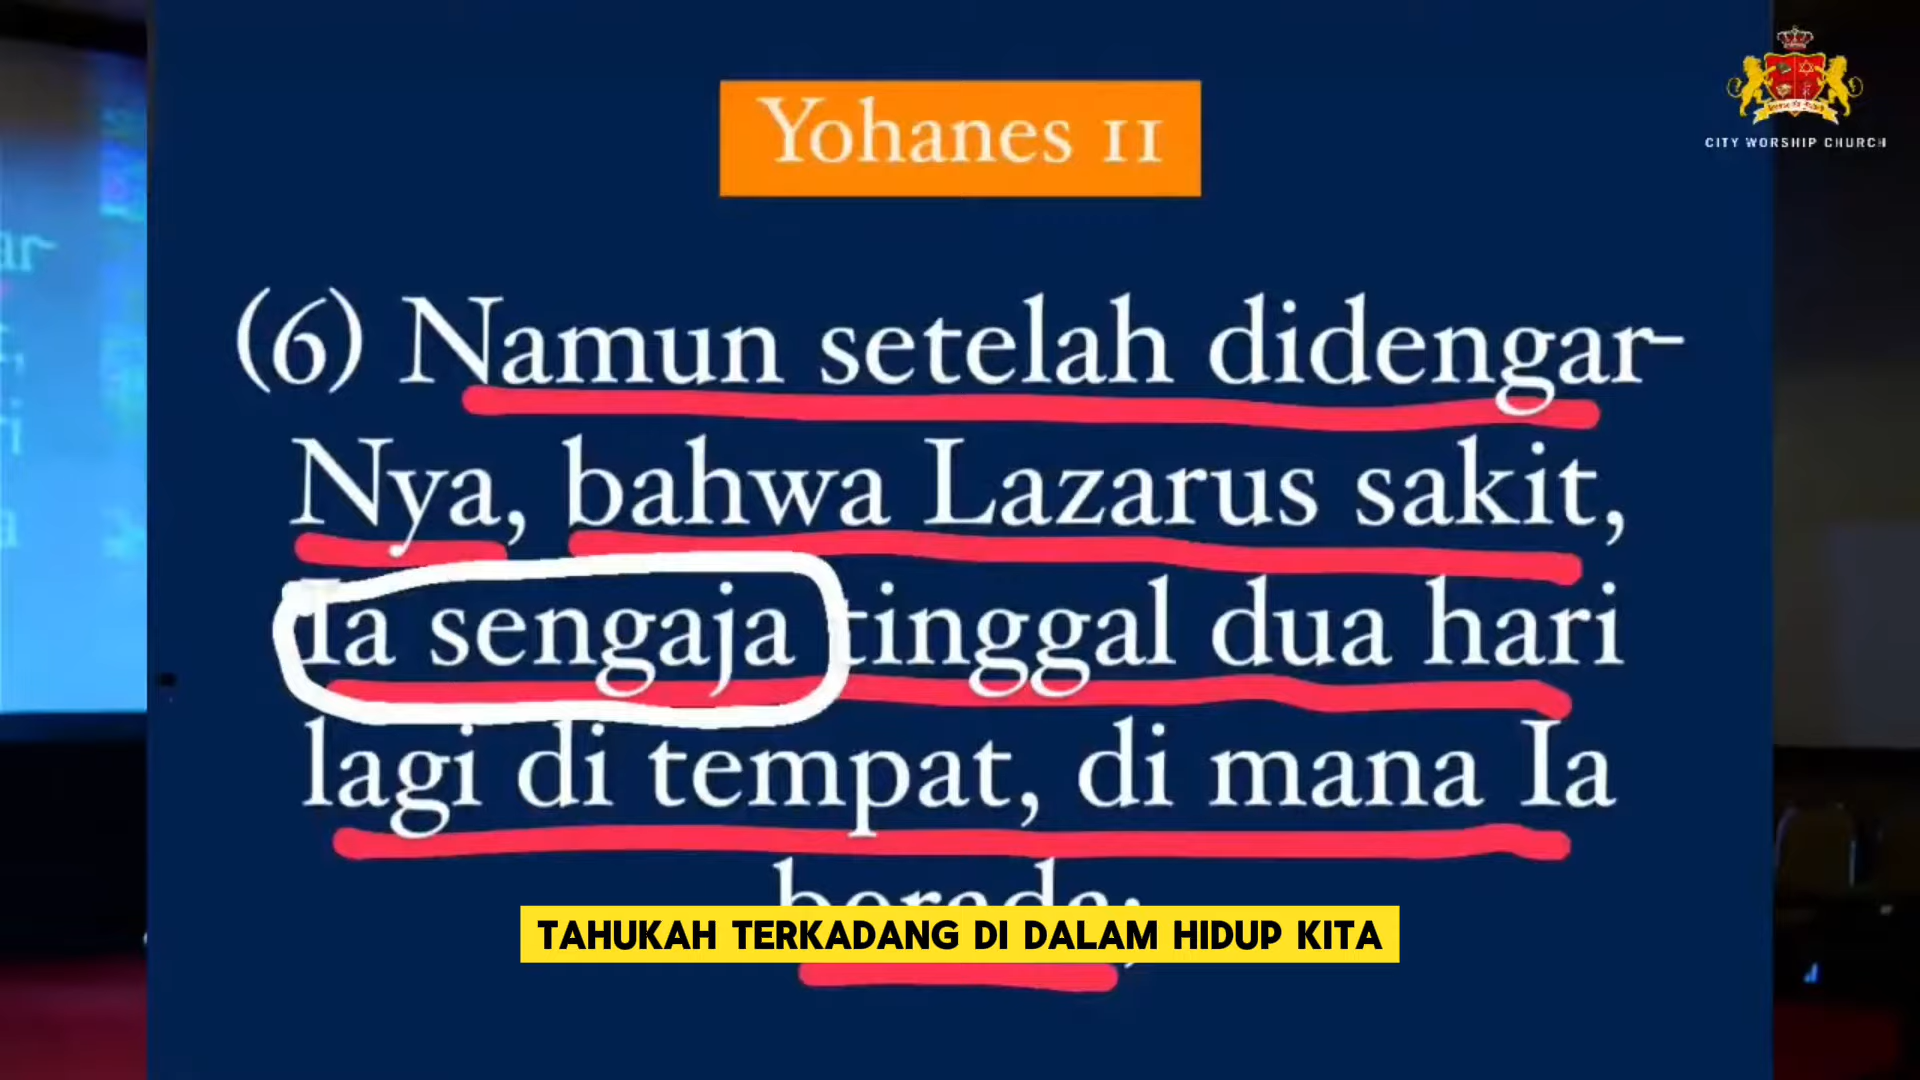 CITY WORSHIP CHURCH
Yohanes 11
(6) Namun setelah didengar-
Nya, bahwa Lazarus sakit,
Ia sengaja tinggal dua hari
lagi di tempat, di mana Ia
berada;
TAHUKAH TERKADANG DI DALAM HIDUP KITA